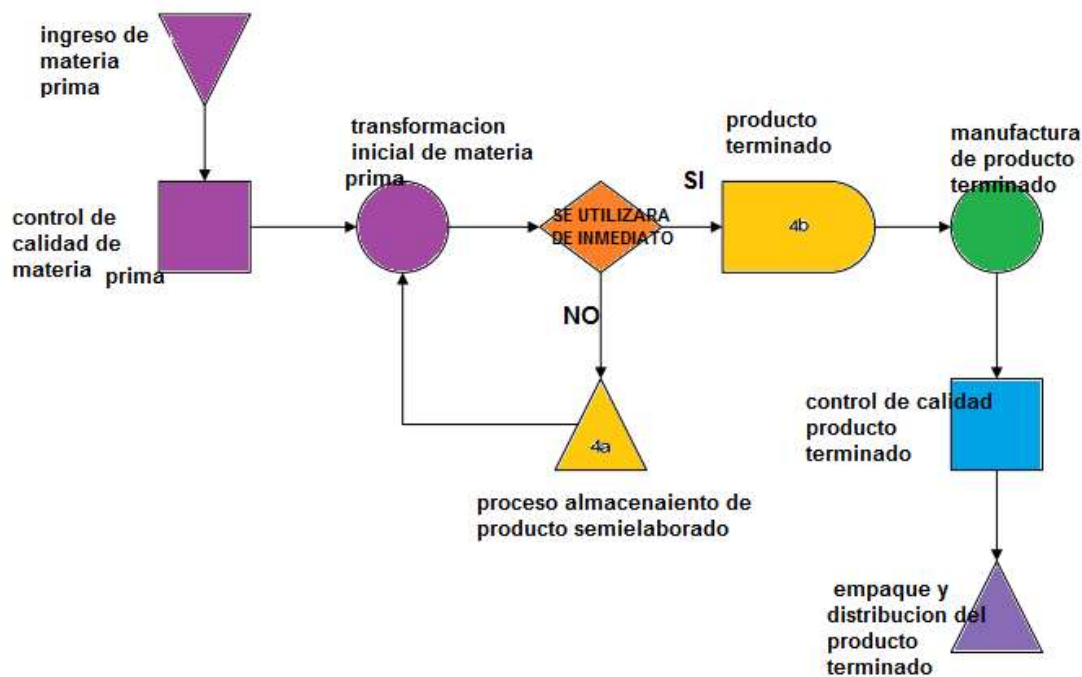 ingreso de
materia
prima
control de
calidad de
materia
prima
transformacion
inicial de materia
prima
SE UTILIZARA
DE INMEDIATO
SI
NO
producto
terminado
4b
manufactura
de producto
terminado
4a
proceso almacenaiento de
producto semielaborado
control de calidad
producto
terminado
empaque y
distribucion del
producto
terminado